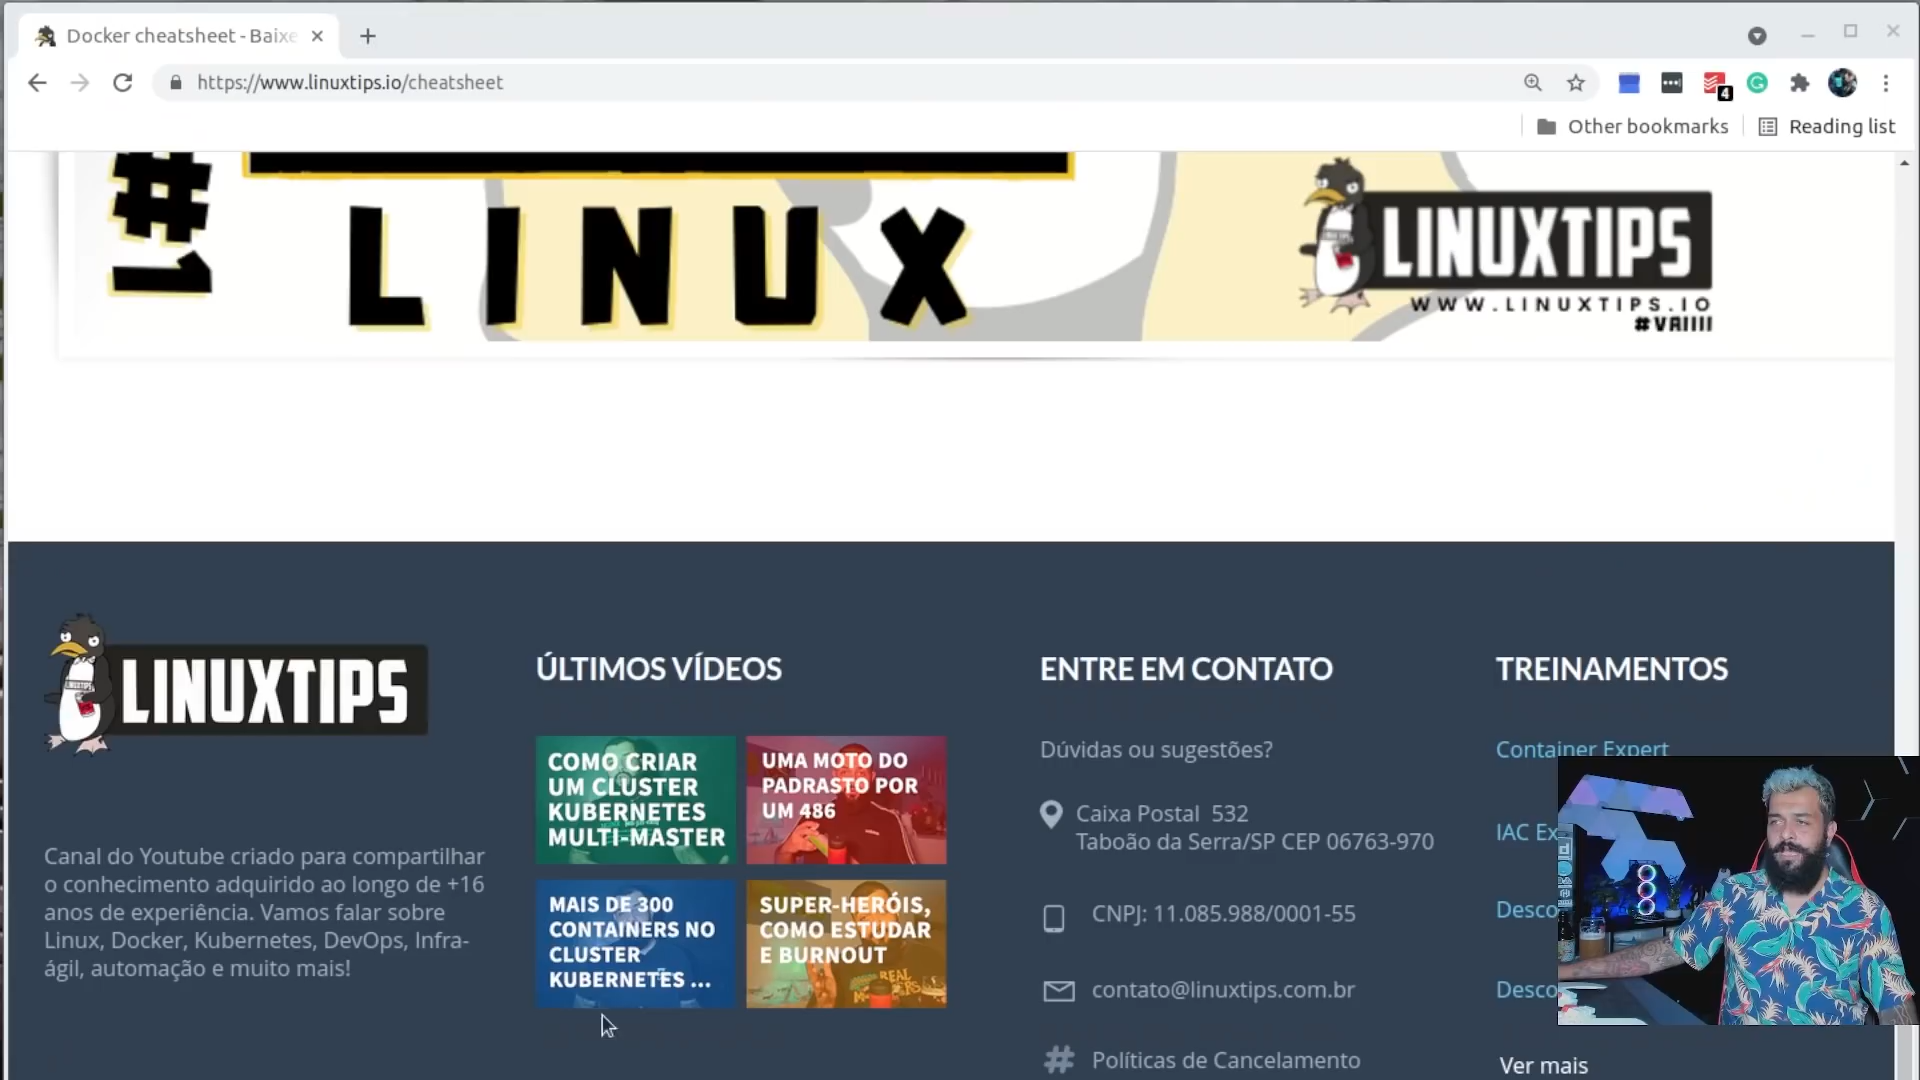 Docker cheatsheet - Baixe
https://www.linuxtips.io/cheatsheet
4
Other bookmarks
Reading list
#1
LINUX
LINUXTIPS
WWW.LINUXTIPS.IO
#VAIIII
LINUXTIPS
Canal do Youtube criado para compartilhar
o conhecimento adquirido ao longo de +16
anos de experiência. Vamos falar sobre
Linux, Docker, Kubernetes, DevOps, Infra-
ágil, automação e muito mais!
ÚLTIMOS VÍDEOS
COMO CRIAR
UM CLUSTER
KUBERNETES
MULTI-MASTER
UMA MOTO DO
PADRASTO POR
UM 486
MAIS DE 300
CONTAINERS NO
CLUSTER
KUBERNETES ...
SUPER-HERÓIS,
COMO ESTUDAR
E BURNOUT
ENTRE EM CONTATO
Dúvidas ou sugestões?
Caixa Postal 532
Taboão da Serra/SP CEP 06763-970
CNPJ: 11.085.988/0001-55
contato@linuxtips.com.br
Políticas de Cancelamento
TREINAMENTOS
Container Expert
IAC Ex
Desco
Desco
Ver mais